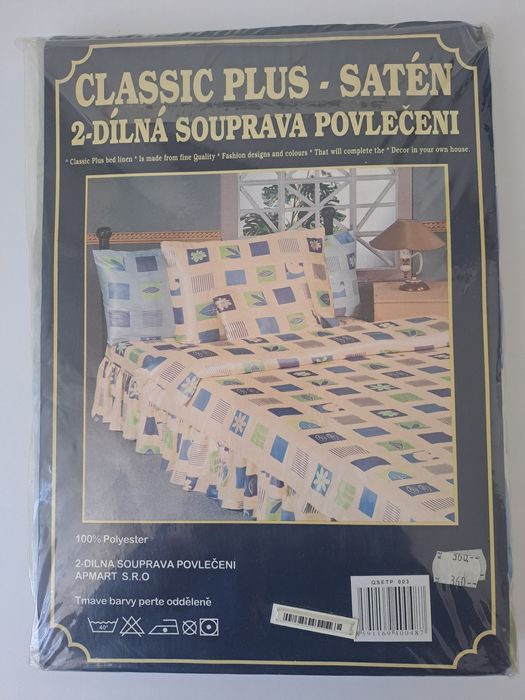 CLASSIC PLUS - SATÉN
2-DÍLNÁ SOUPRAVA POVLEČENI
* Classic Plus bed linen * Is made from fine Quality * Fashion designs and colours * That will complete the * Decor in your own house.
100% Polyester
2-DILNA SOUPRAVA POVLEČENI
APMART S.R.O
Tmave barvy perte odděleně
40°
QSETP 003
8591169400487
360.-
360.-